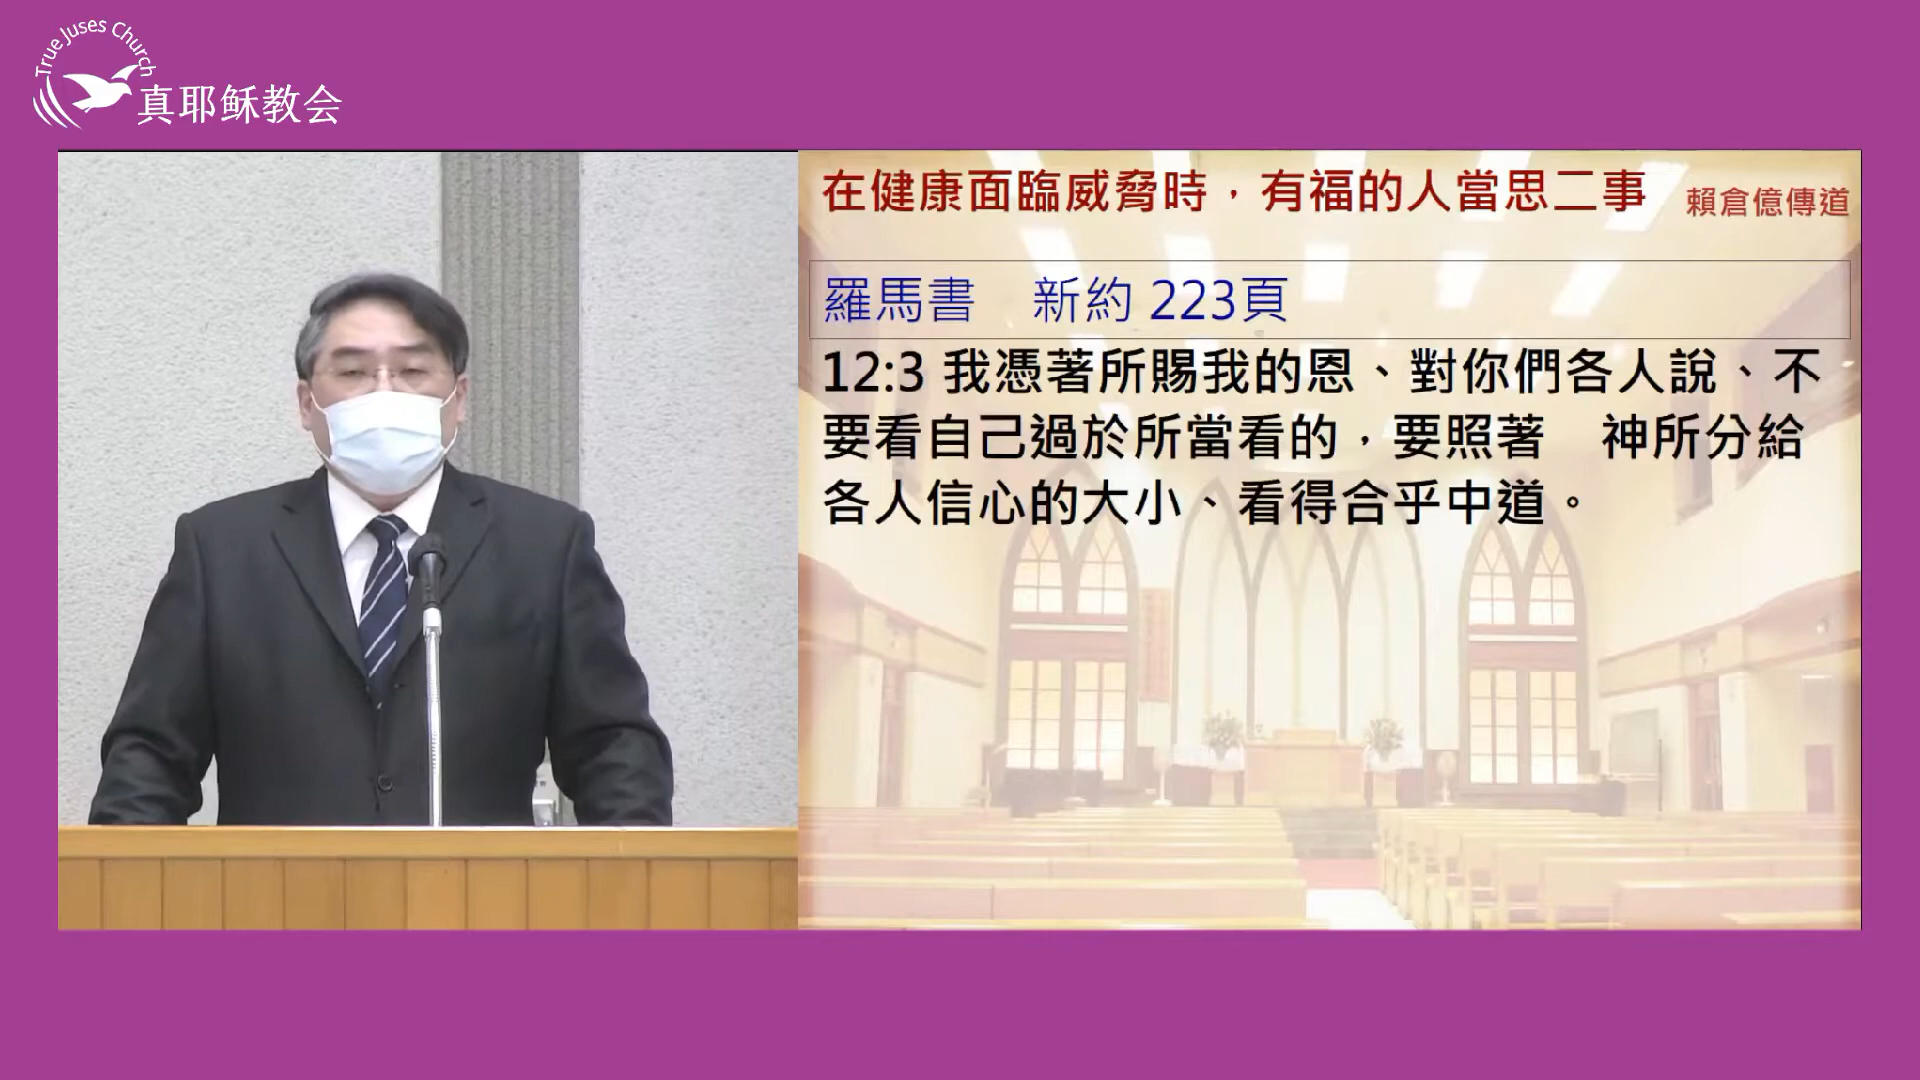 True Juses Church
真耶稣教会
在健康面臨威脅時，有福的人當思二事
賴倉億傳道
羅馬書　新約 223頁
12:3 我憑著所賜我的恩、對你們各人說、不
要看自己過於所當看的，要照著　神所分給
各人信心的大小、看得合乎中道。